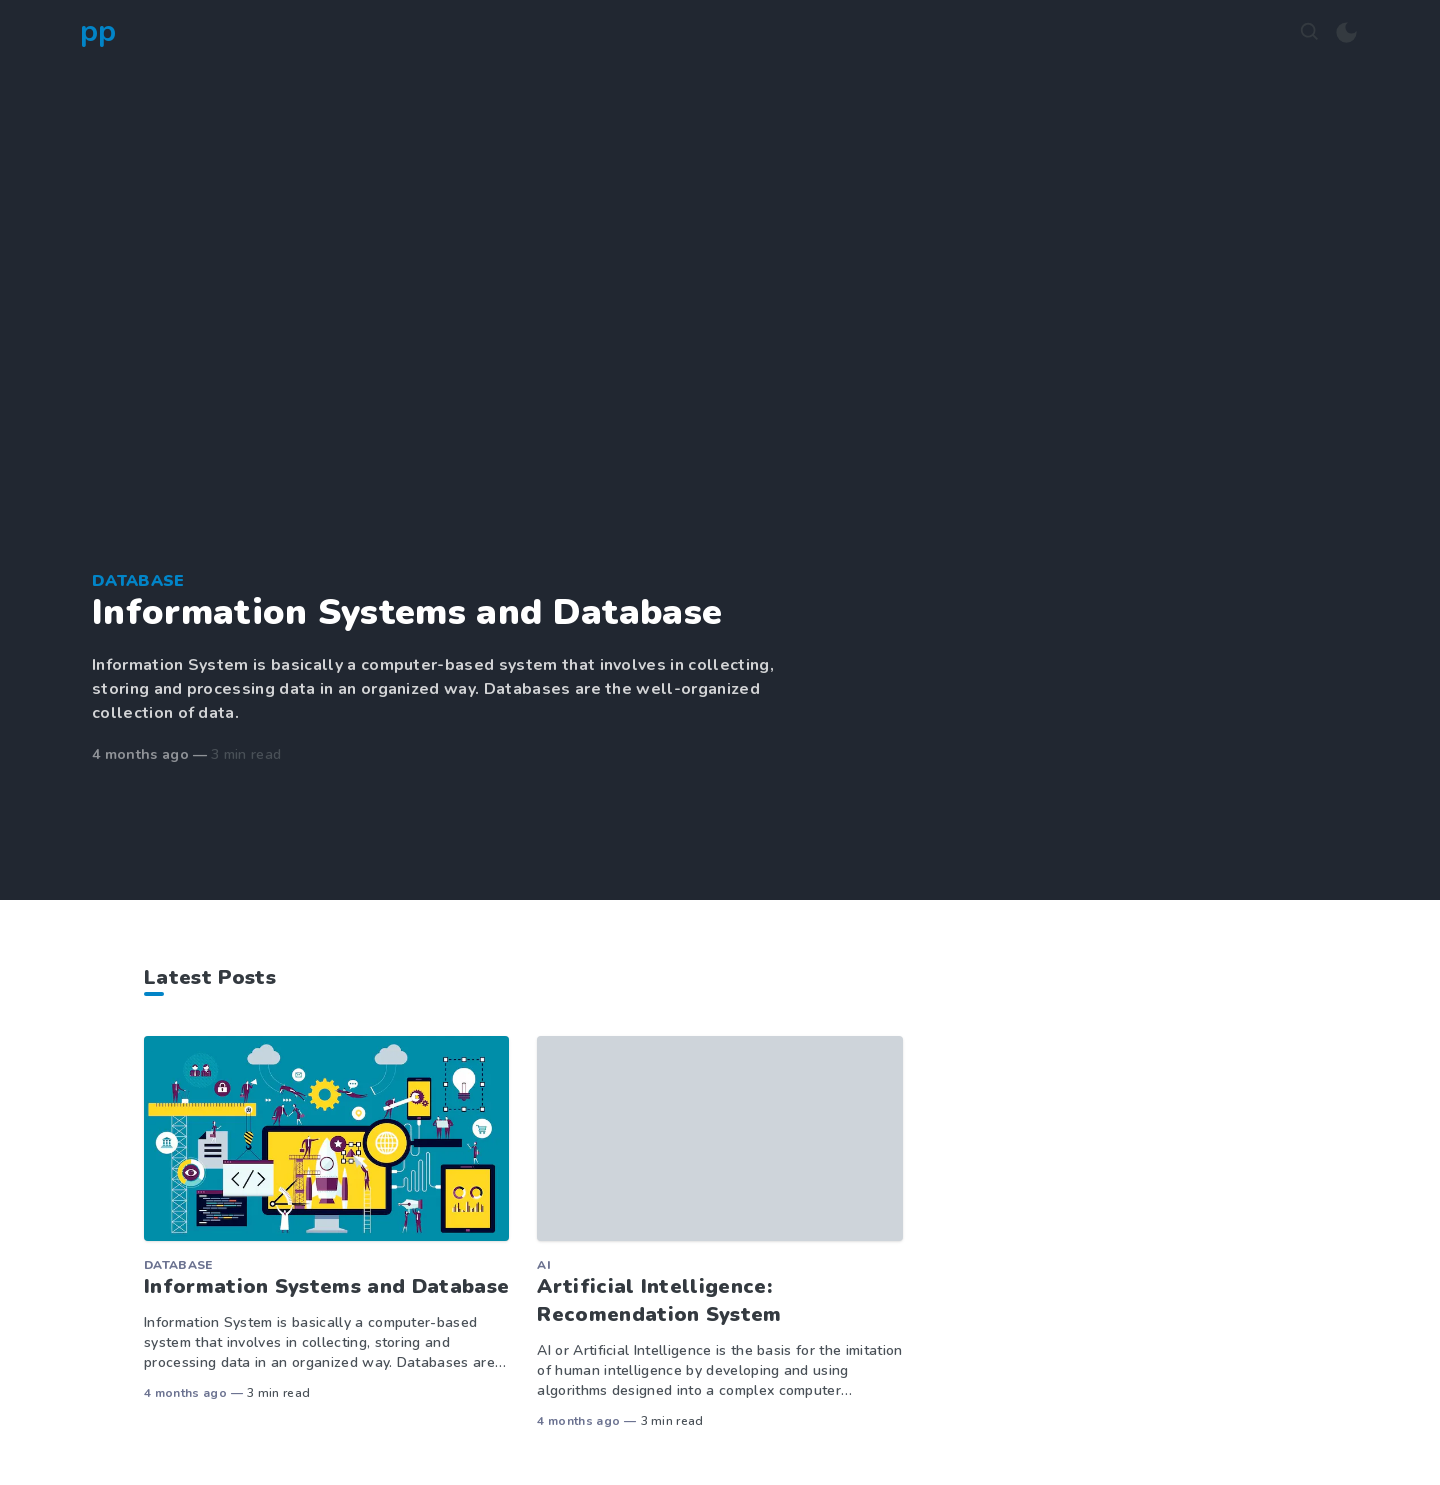 pp
DATABASE
Information Systems and Database
Information System is basically a computer-based system that involves in collecting,
storing and processing data in an organized way. Databases are the well-organized
collection of data.
4 months ago — 3 min read
Latest Posts
</>
DATABASE
Information Systems and Database
Information System is basically a computer-based
system that involves in collecting, storing and
processing data in an organized way. Databases are…
4 months ago — 3 min read
AI
Artificial Intelligence:
Recomendation System
AI or Artificial Intelligence is the basis for the imitation
of human intelligence by developing and using
algorithms designed into a complex computer…
4 months ago — 3 min read